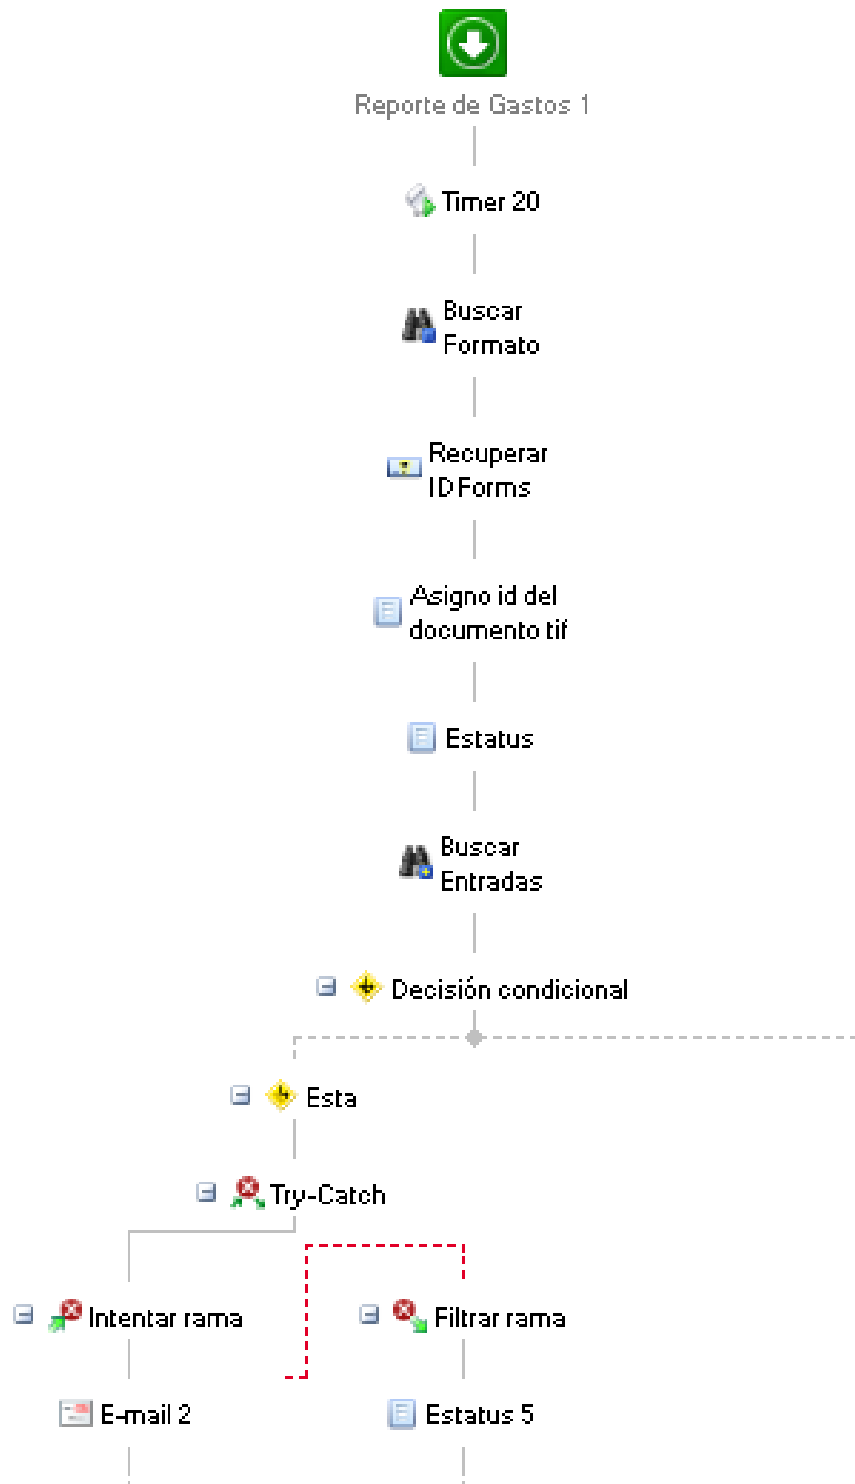 Reporte de Gastos 1
Timer 20
Buscar
Formato
Recuperar
ID Forms
Asigno id del
documento tif
Estatus
Buscar
Entradas
Decisión condicional
Esta
Try-Catch
Intentar rama
Filtrar rama
E-mail 2
Estatus 5